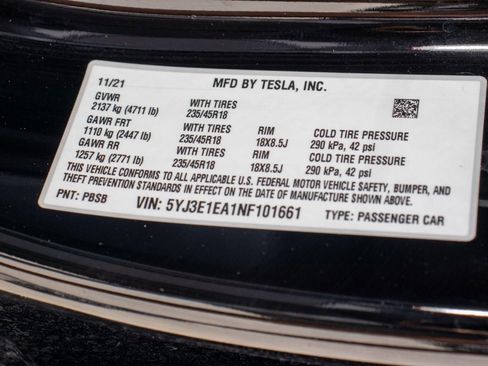 11/21 MFD BY TESLA, INC.
GVWR
2137 kg (4711 lb) WITH TIRES
GAWR FRT 235/45R18 RIM COLD TIRE PRESSURE
1110 kg (2447 lb) WITH TIRES 18X8.5J 290 kPa, 42 psi
GAWR RR 235/45R18 RIM COLD TIRE PRESSURE
1257 kg (2771 lb) 18X8.5J 290 kPa, 42 psi
THIS VEHICLE CONFORMS TO ALL APPLICABLE U.S. FEDERAL MOTOR VEHICLE SAFETY, BUMPER, AND
THEFT PREVENTION STANDARDS IN EFFECT ON THE DATE OF MANUFACTURE SHOWN ABOVE.
PNT: PBSB VIN: 5YJ3E1EA1NF101661 TYPE: PASSENGER CAR